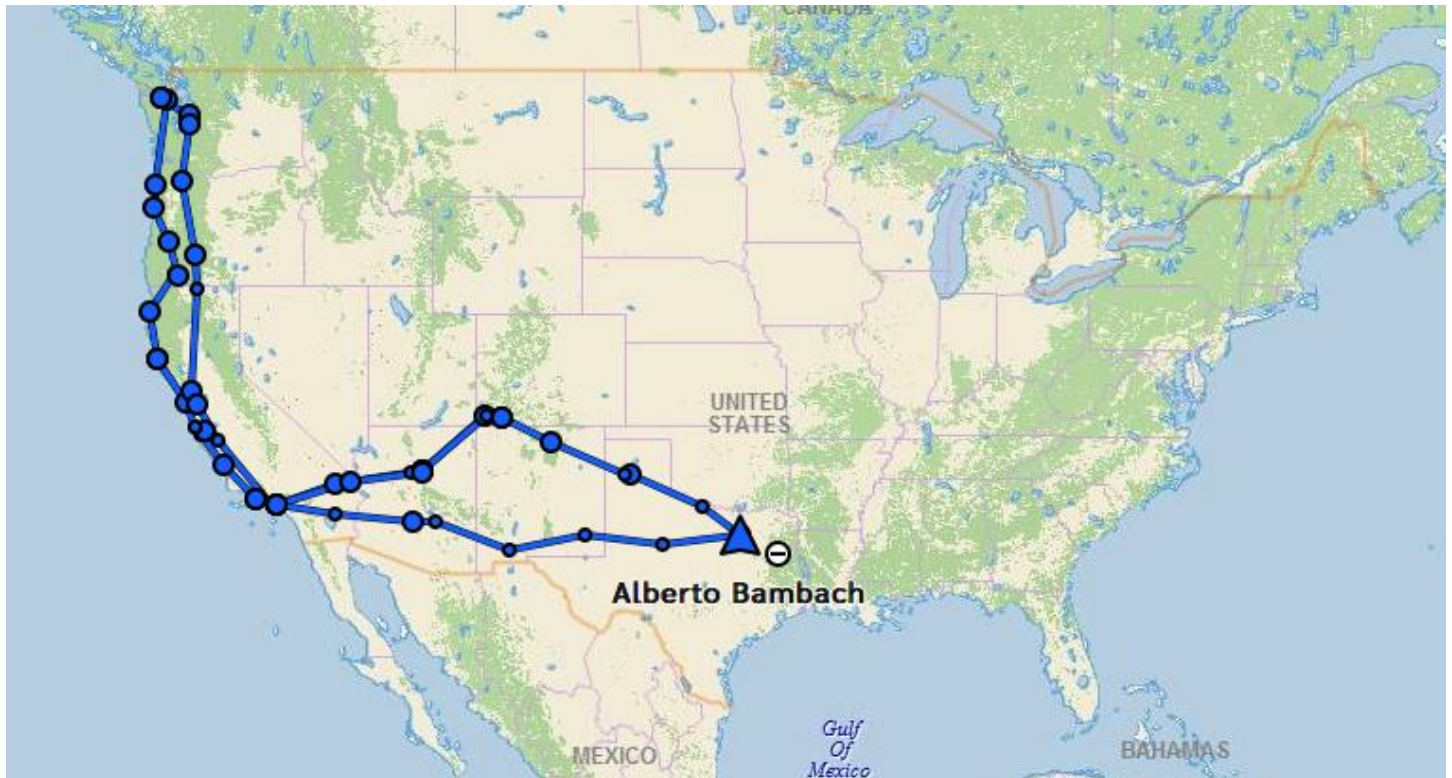 CANADA
UNITED
STATES
Alberto Bambach
Gulf
Of
Mexico
MEXICO
BAHAMAS